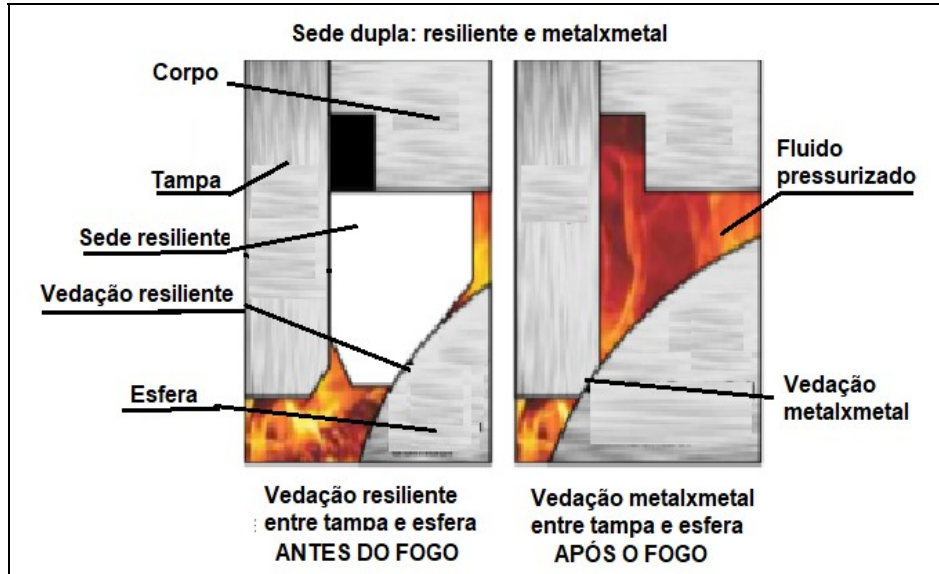 Sede dupla: resiliente e metalxmetal
Corpo
Tampa
Sede resiliente
Vedação resiliente
Esfera
Fluido
pressurizado
Vedação
metalxmetal
Vedação resiliente
entre tampa e esfera
ANTES DO FOGO
Vedação metalxmetal
entre tampa e esfera
APÓS O FOGO